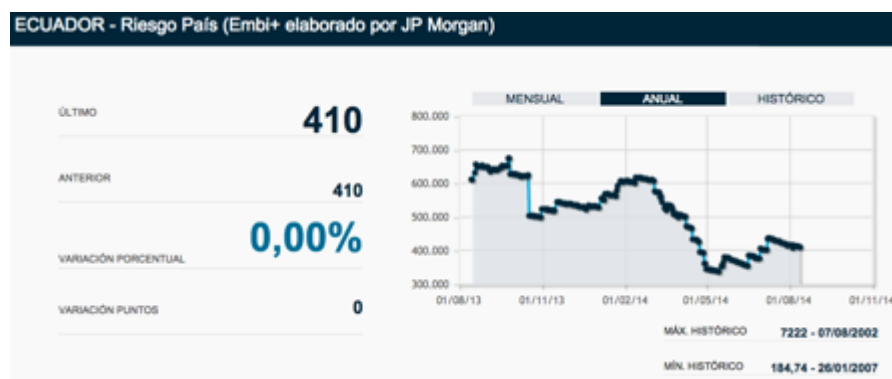 ECUADOR - Riesgo País (Embi+ elaborado por JP Morgan)
ÚLTIMO 410
ANTERIOR 410
VARIACIÓN PORCENTUAL 0,00%
VARIACIÓN PUNTOS 0
MENSUAL ANUAL HISTÓRICO
800.000
700.000
600.000
500.000
400.000
300.000
01/08/13 01/11/13 01/02/14 01/05/14 01/08/14 01/11/14
MÁX. HISTÓRICO 7222 - 07/08/2002
MÍN. HISTÓRICO 184,74 - 26/01/2007